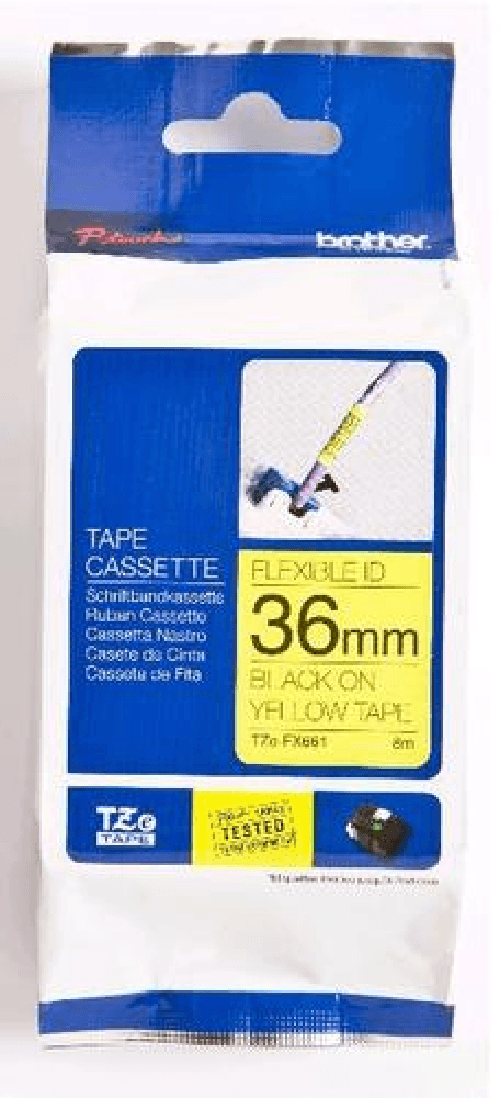 P-touch
brother
TAPE
CASSETTE
Schriftbandkassette
Ruban Cassette
Cassetta Nastro
Casete de Cinta
Cassete de Fita
FLEXIBLE ID
36mm
BLACK ON
YELLOW TAPE
TZe-FX661 8m
TZe
TAPE
TESTED